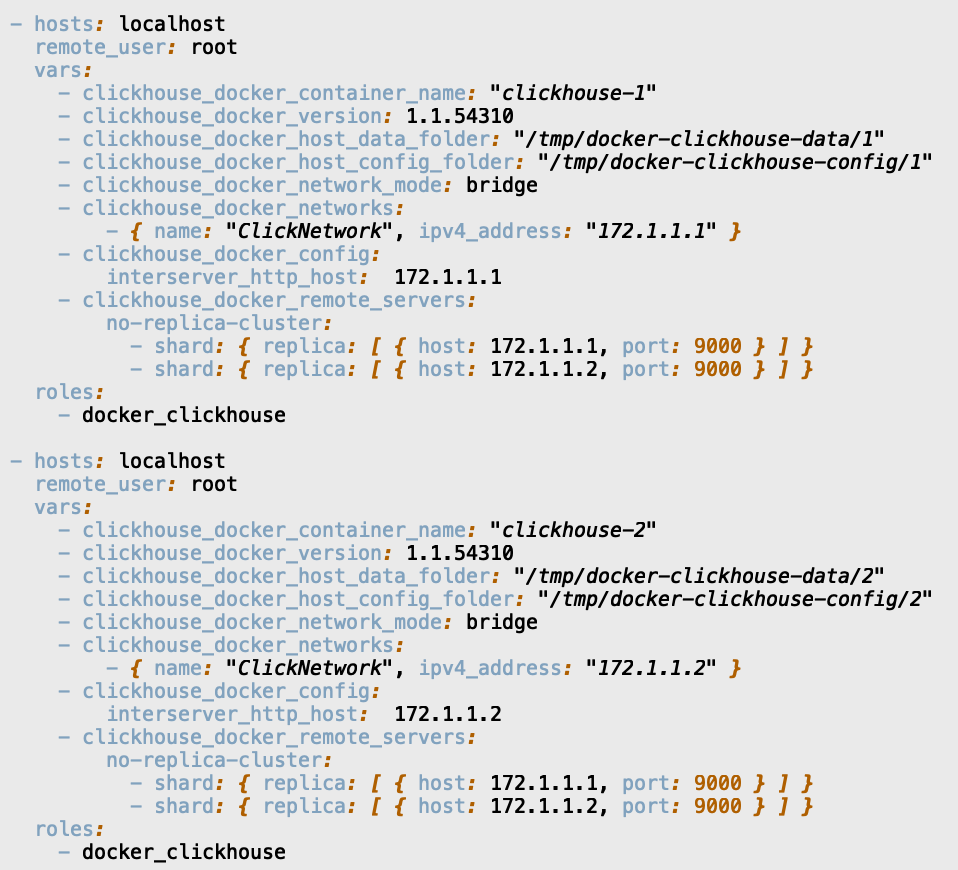 - hosts: localhost
  remote_user: root
  vars:
    - clickhouse_docker_container_name: "clickhouse-1"
    - clickhouse_docker_version: 1.1.54310
    - clickhouse_docker_host_data_folder: "/tmp/docker-clickhouse-data/1"
    - clickhouse_docker_host_config_folder: "/tmp/docker-clickhouse-config/1"
    - clickhouse_docker_network_mode: bridge
    - clickhouse_docker_networks:
        - { name: "ClickNetwork", ipv4_address: "172.1.1.1" }
    - clickhouse_docker_config:
        interserver_http_host:  172.1.1.1
    - clickhouse_docker_remote_servers:
        no-replica-cluster:
          - shard: { replica: [ { host: 172.1.1.1, port: 9000 } ] }
          - shard: { replica: [ { host: 172.1.1.2, port: 9000 } ] }
  roles:
    - docker_clickhouse

- hosts: localhost
  remote_user: root
  vars:
    - clickhouse_docker_container_name: "clickhouse-2"
    - clickhouse_docker_version: 1.1.54310
    - clickhouse_docker_host_data_folder: "/tmp/docker-clickhouse-data/2"
    - clickhouse_docker_host_config_folder: "/tmp/docker-clickhouse-config/2"
    - clickhouse_docker_network_mode: bridge
    - clickhouse_docker_networks:
        - { name: "ClickNetwork", ipv4_address: "172.1.1.2" }
    - clickhouse_docker_config:
        interserver_http_host:  172.1.1.2
    - clickhouse_docker_remote_servers:
        no-replica-cluster:
          - shard: { replica: [ { host: 172.1.1.1, port: 9000 } ] }
          - shard: { replica: [ { host: 172.1.1.2, port: 9000 } ] }
  roles:
    - docker_clickhouse